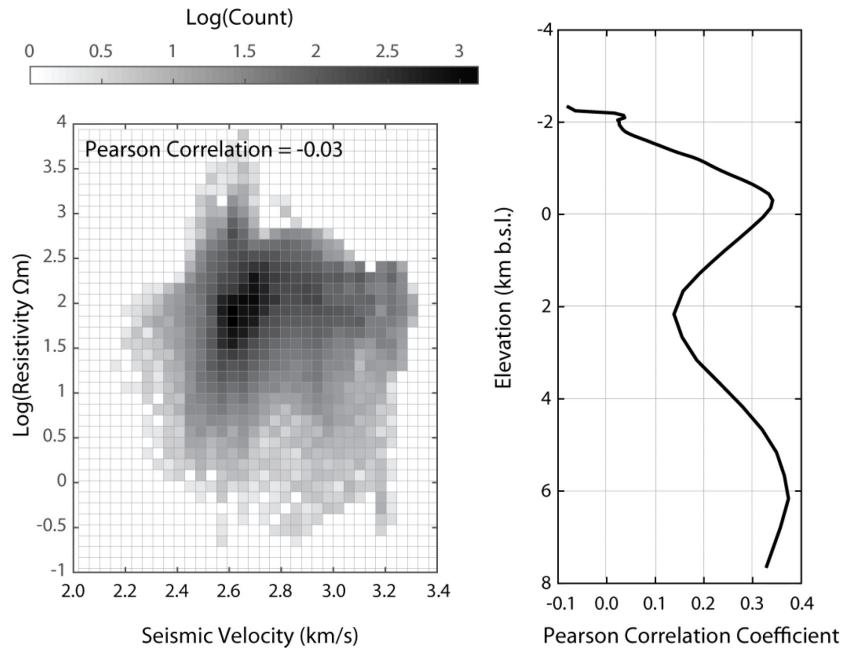 Log(Count)
0 0.5 1 1.5 2 2.5 3
Pearson Correlation = -0.03
4
3.5
3
2.5
2
1.5
1
0.5
0
-0.5
-1
Log(Resistivity Ωm)
2.0 2.2 2.4 2.6 2.8 3.0 3.2 3.4
Seismic Velocity (km/s)
-4
-2
0
2
4
6
8
Elevation (km b.s.l.)
-0.1 0.0 0.1 0.2 0.3 0.4
Pearson Correlation Coefficient